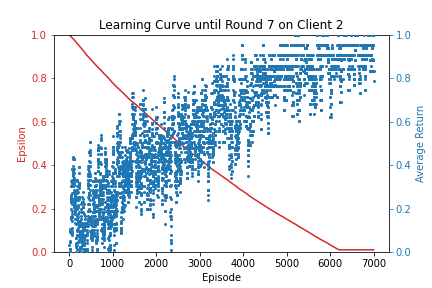 Learning Curve until Round 7 on Client 2
1.0 1.0
0.8 0.8
0.6 0.6
0.4 0.4
0.2 0.2
0.0 0.0
Epsilon
Average Return
0 1000 2000 3000 4000 5000 6000 7000
Episode